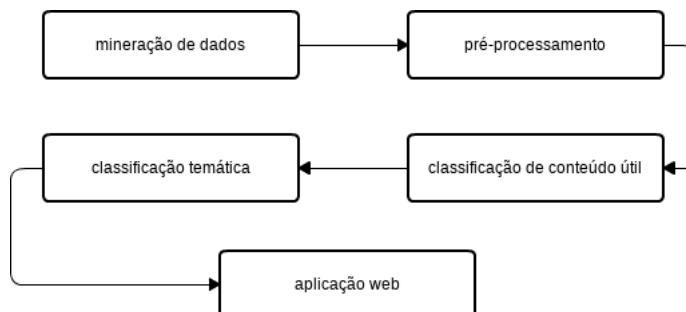 mineração de dados
pré-processamento
classificação de conteúdo útil
classificação temática
aplicação web